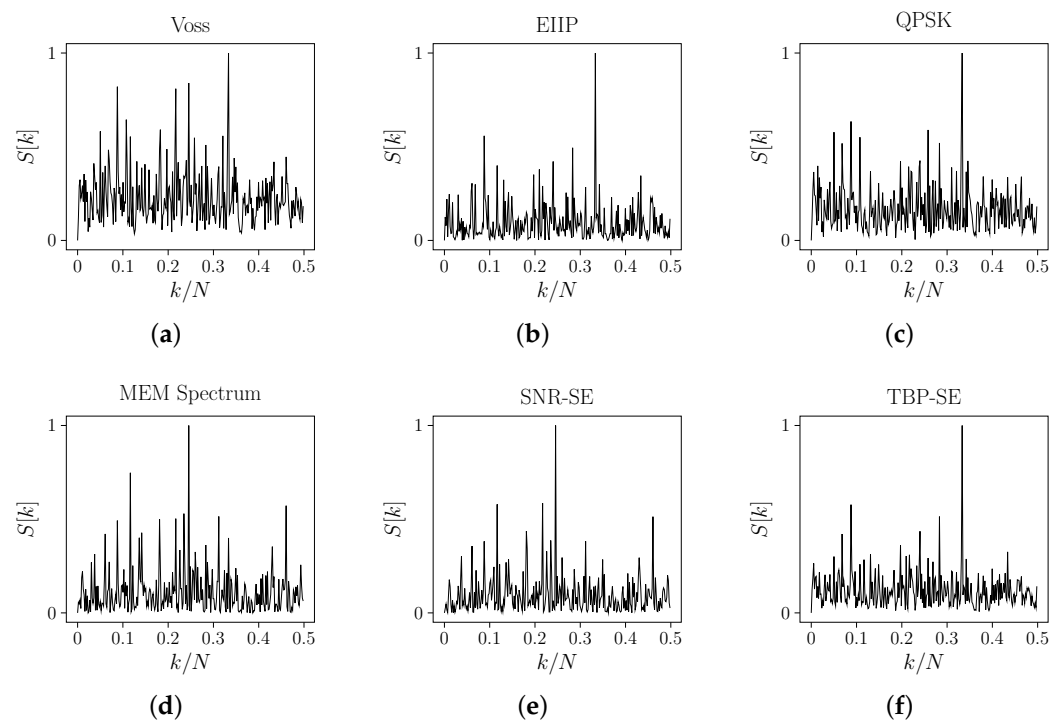 Voss
EIIP
QPSK
1
S[k]
0
0
0.1
0.2
0.3
0.4
0.5
k/N
1
S[k]
0
0
0.1
0.2
0.3
0.4
0.5
k/N
1
S[k]
0
0
0.1
0.2
0.3
0.4
0.5
k/N
(a)
(b)
(c)
MEM Spectrum
SNR-SE
TBP-SE
1
S[k]
0
0
0.1
0.2
0.3
0.4
0.5
k/N
1
S[k]
0
0
0.1
0.2
0.3
0.4
0.5
k/N
1
S[k]
0
0
0.1
0.2
0.3
0.4
0.5
k/N
(d)
(e)
(f)